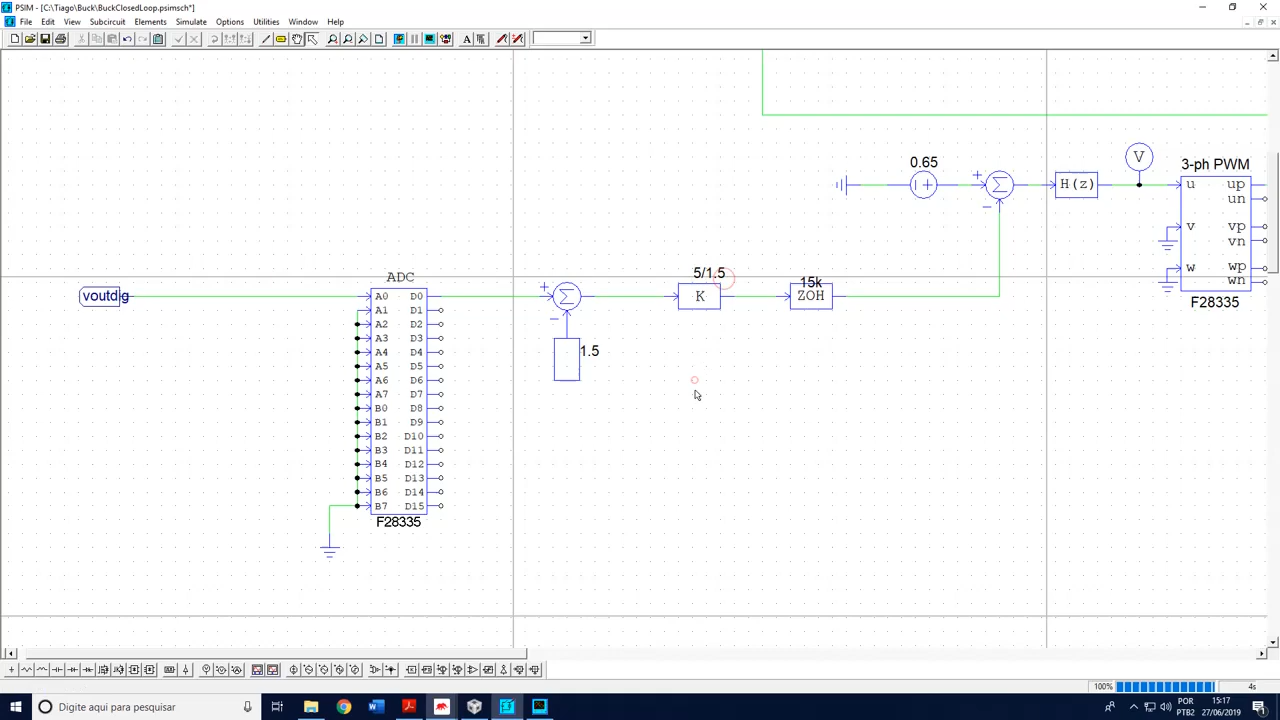 PSIM - [C:\Tiago\Buck\BuckClosedLoop.psimsch*]
File Edit View Subcircuit Elements Simulate Options Utilities Window Help
0.65
3-ph PWM
V
+
Σ
−
H(z)
u up
un
v vp
vn
w wp
wn
F28335
ADC
voutdig
A0 D0
A1 D1
A2 D2
A3 D3
A4 D4
A5 D5
A6 D6
A7 D7
B0 D8
B1 D9
B2 D10
B3 D11
B4 D12
B5 D13
B6 D14
B7 D15
F28335
+
Σ
−
1.5
5/1.5
K
15k
ZOH
100% 4s
Digite aqui para pesquisar
POR
PTB2
15:17
27/06/2019